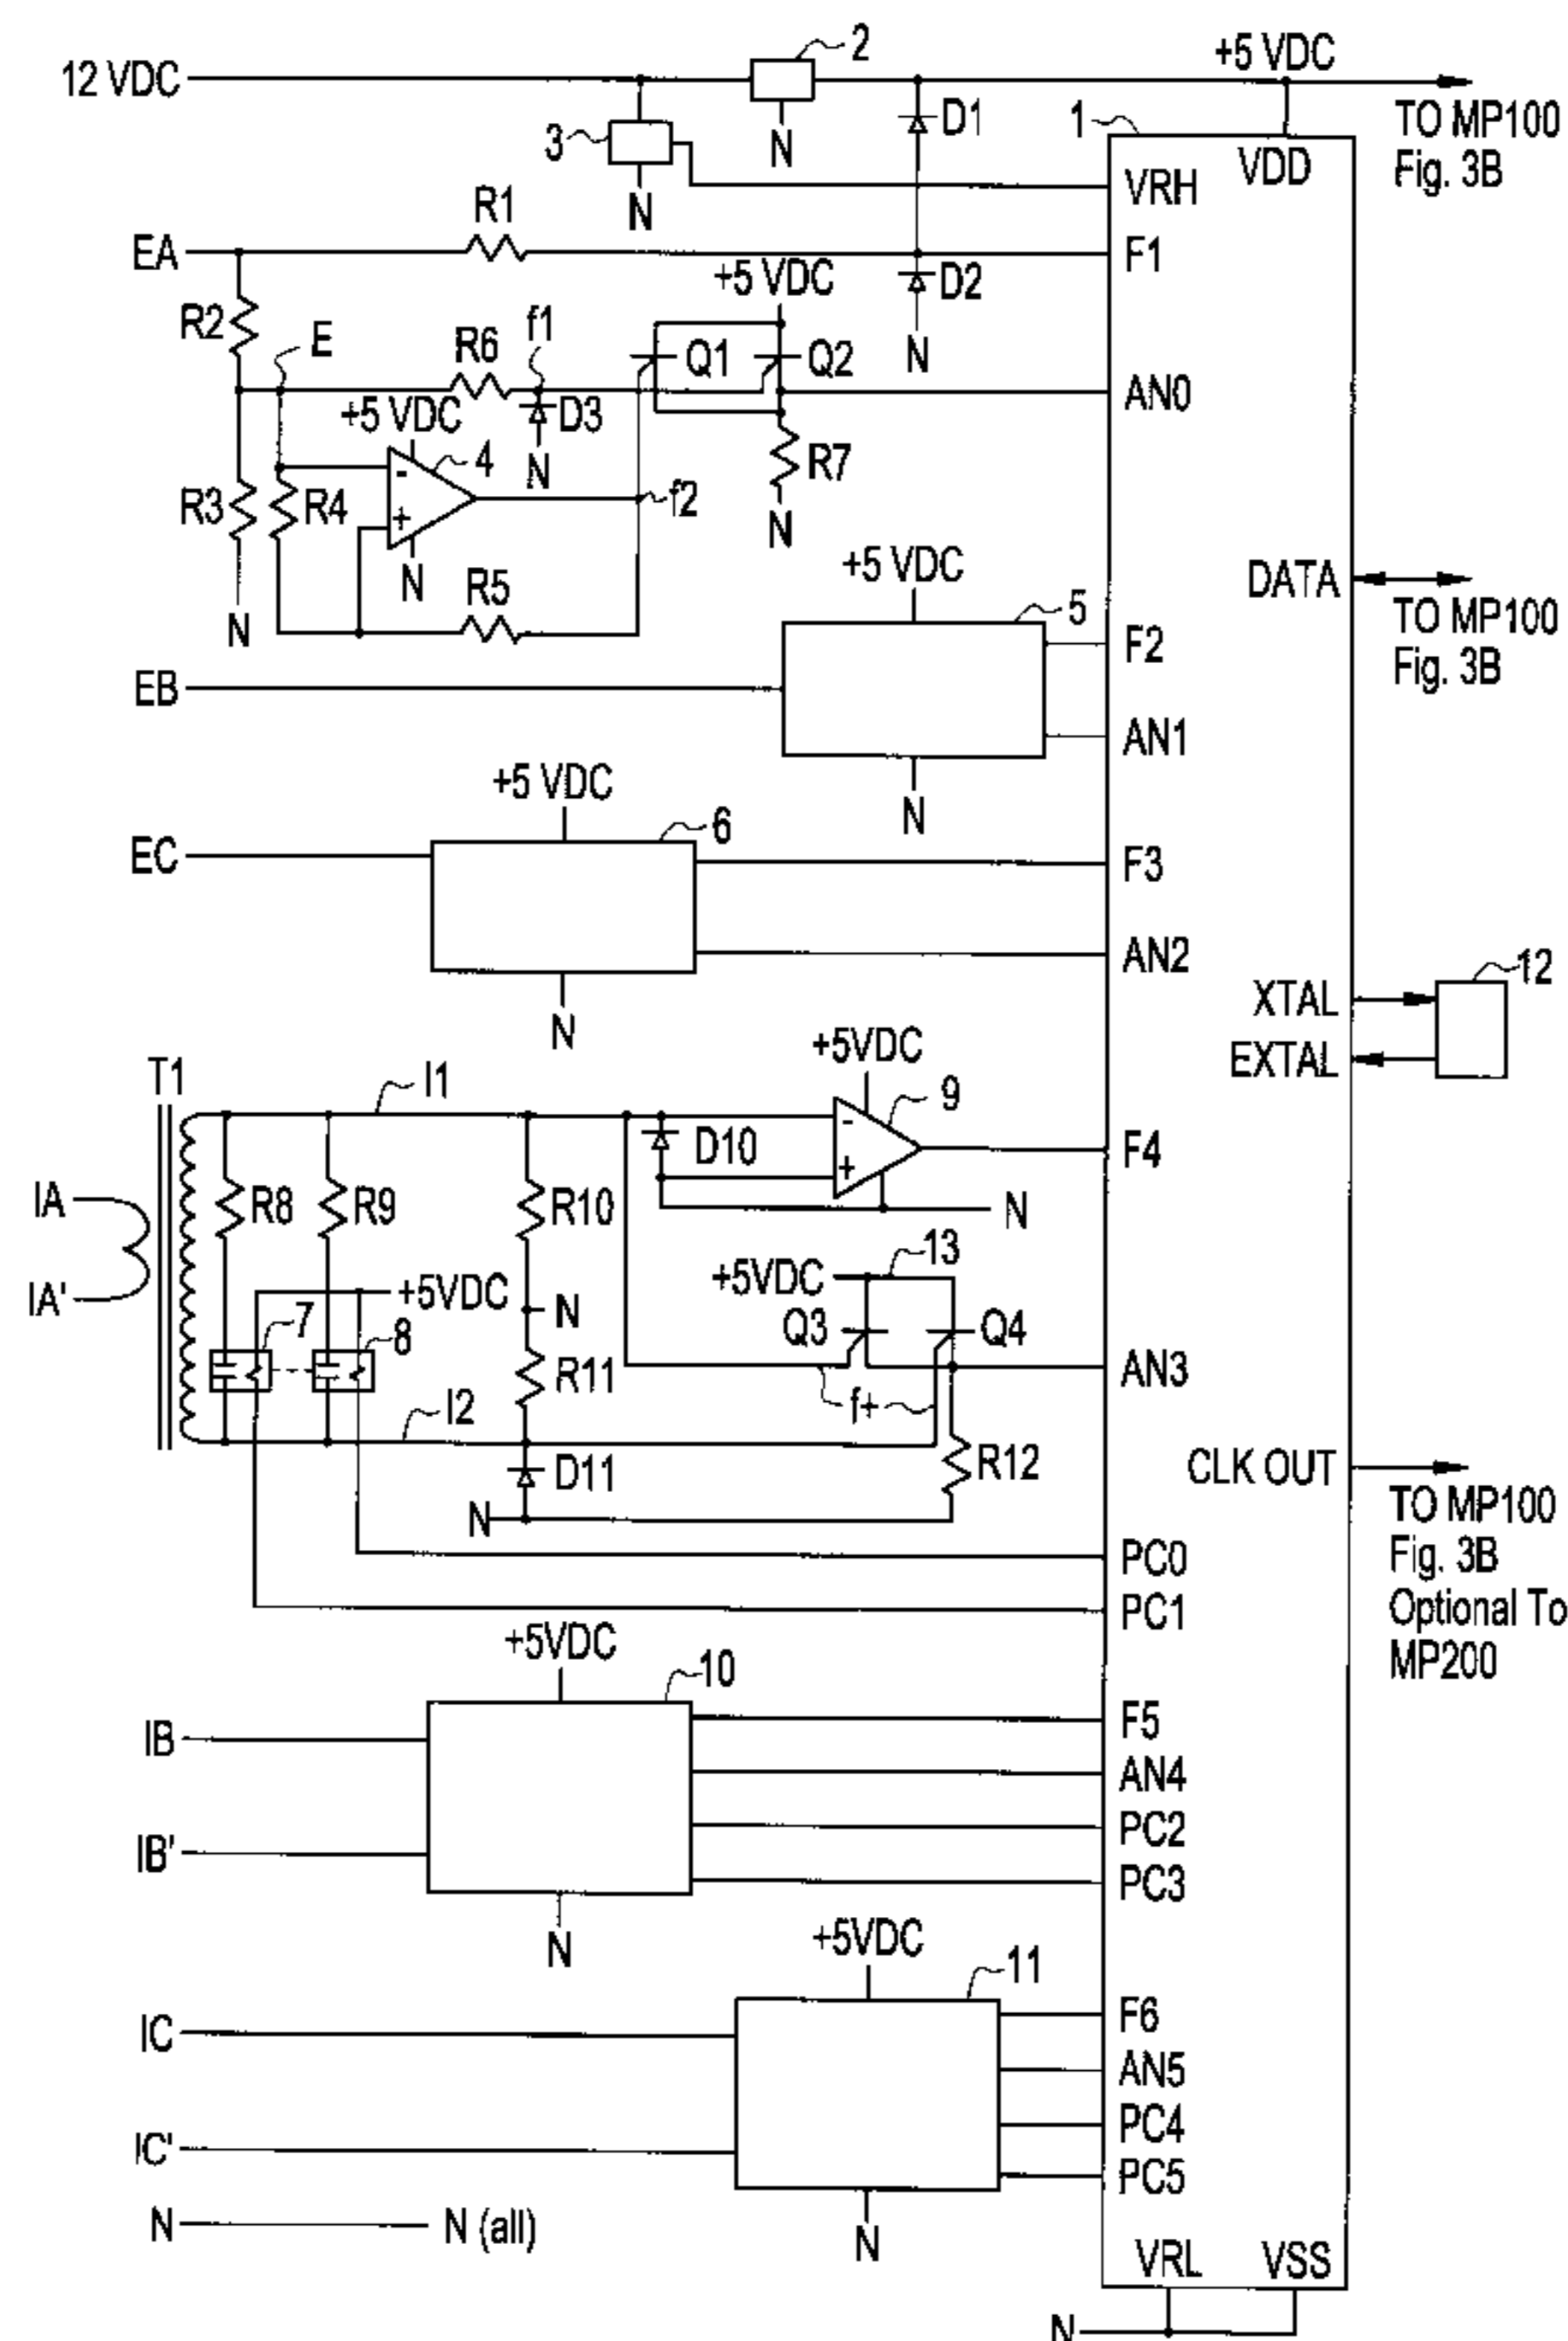 12 VDC
2
+5 VDC
TO MP100
Fig. 3B
3
N
N
D1
1
VDD
VRH
EA
R1
F1
+5 VDC
D2
N
R2
E
R6
f1
Q1
Q2
AN0
+5 VDC
4
D3
N
R7
N
R3
R4
-
+
f2
N
R5
N
+5 VDC
DATA
TO MP100
Fig. 3B
5
F2
EB
AN1
N
+5 VDC
6
EC
F3
AN2
N
12
XTAL
EXTAL
T1
I1
+5VDC
9
D10
-
+
F4
IA
R8
R9
R10
N
IA'
+5VDC
7
8
N
+5VDC
13
Q3
Q4
R11
AN3
f+
I2
D11
R12
N
CLK OUT
TO MP100
Fig. 3B
Optional To
MP200
PC0
PC1
+5VDC
10
IB
F5
AN4
IB'
PC2
PC3
N
+5VDC
11
IC
F6
AN5
PC4
IC'
PC5
N
N (all)
N
VRL
VSS
N